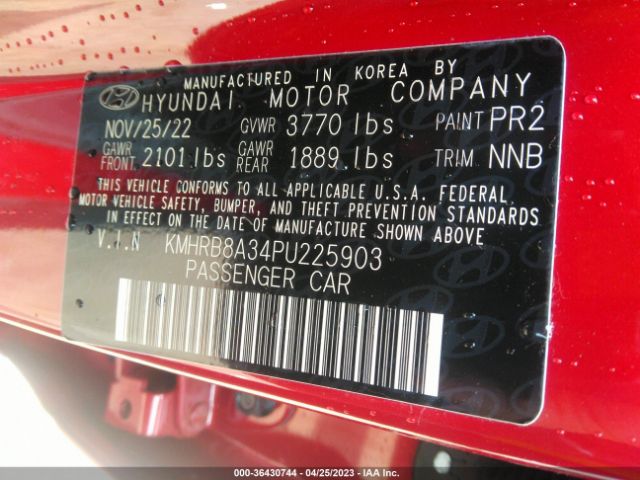 MANUFACTURED IN KOREA BY
HYUNDAI MOTOR COMPANY
NOV/25/22 GVWR 3770 lbs PAINT PR2
GAWR FRONT 2101 lbs GAWR REAR 1889 lbs TRIM NNB
THIS VEHICLE CONFORMS TO ALL APPLICABLE U.S.A. FEDERAL
MOTOR VEHICLE SAFETY, BUMPER, AND THEFT PREVENTION STANDARDS
IN EFFECT ON THE DATE OF MANUFACTURE SHOWN ABOVE
V.I.N KMHRB8A34PU225903
PASSENGER CAR
000-36430744 / 04/25/2023 - IAA Inc.